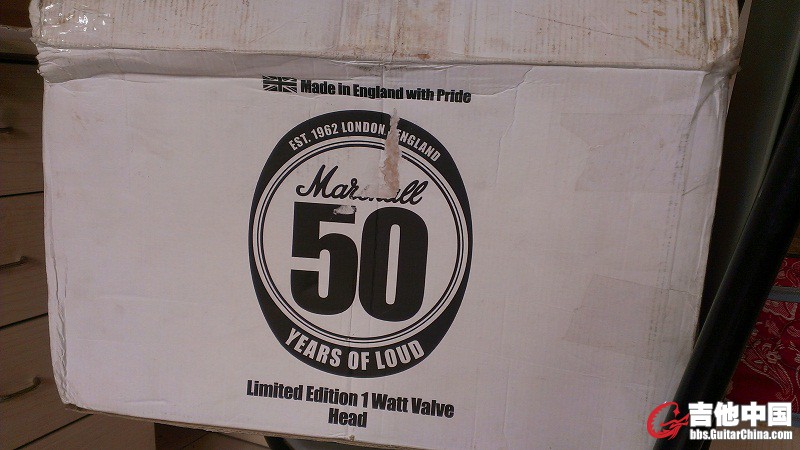 Made in England with Pride
EST. 1962 LONDON, ENGLAND
Marshall
50
YEARS OF LOUD
Limited Edition 1 Watt Valve
Head
吉他中国
bbs.GuitarChina.com